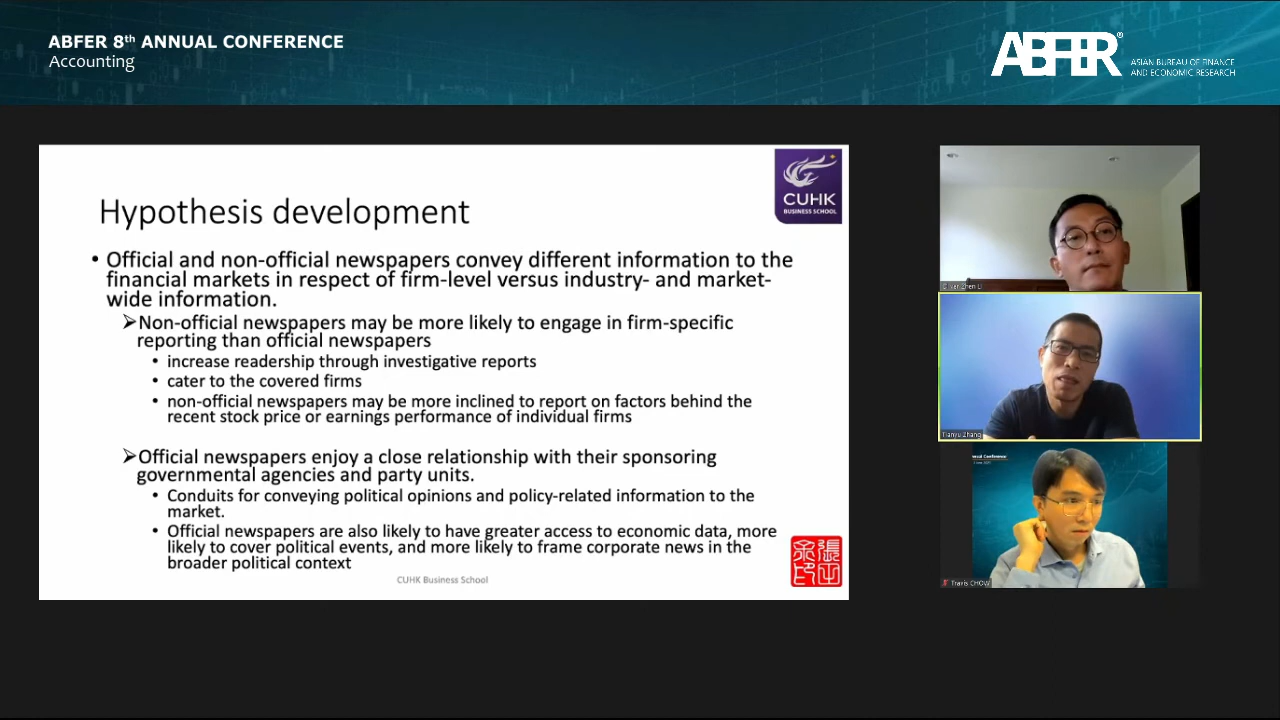 ABFER 8th ANNUAL CONFERENCE
Accounting
ABFER®
ASIAN BUREAU OF FINANCE
AND ECONOMIC RESEARCH
CUHK
BUSINESS SCHOOL
Hypothesis development
• Official and non-official newspapers convey different information to the
financial markets in respect of firm-level versus industry- and market-
wide information.
➢Non-official newspapers may be more likely to engage in firm-specific
reporting than official newspapers
• increase readership through investigative reports
• cater to the covered firms
• non-official newspapers may be more inclined to report on factors behind the
recent stock price or earnings performance of individual firms
➢Official newspapers enjoy a close relationship with their sponsoring
governmental agencies and party units.
• Conduits for conveying political opinions and policy-related information to the
market.
• Official newspapers are also likely to have greater access to economic data, more
likely to cover political events, and more likely to frame corporate news in the
broader political context
CUHK Business School
Zhen Li
Tianyu Zhang
Conference
Travis CHOW